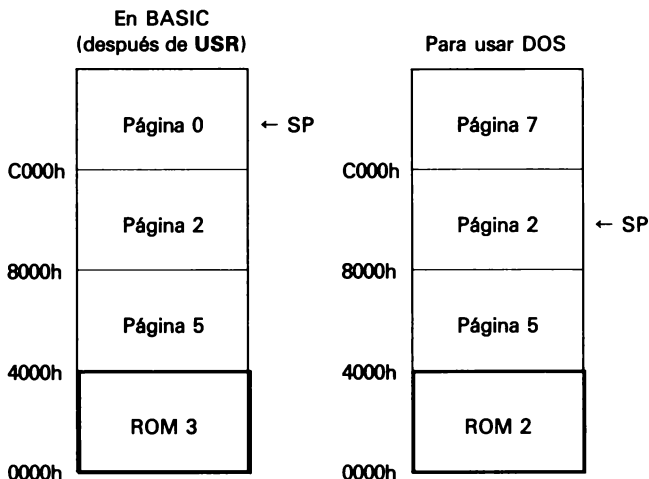 En BASIC
(después de USR)
Página 0
← SP
C000h
Página 2
8000h
Página 5
4000h
ROM 3
0000h
Para usar DOS
Página 7
C000h
Página 2
← SP
8000h
Página 5
4000h
ROM 2
0000h